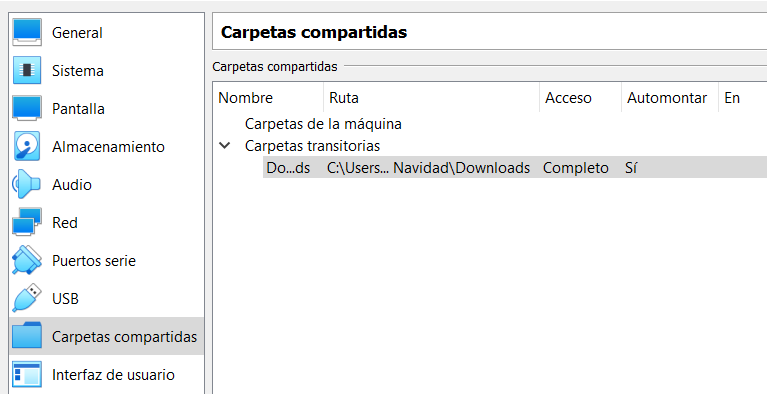 General
Sistema
Pantalla
Almacenamiento
Audio
Red
Puertos serie
USB
Carpetas compartidas
Interfaz de usuario
Carpetas compartidas
Carpetas compartidas
Nombre Ruta Acceso Automontar En
Carpetas de la máquina
Carpetas transitorias
Do...ds C:\Users... Navidad\Downloads Completo Sí